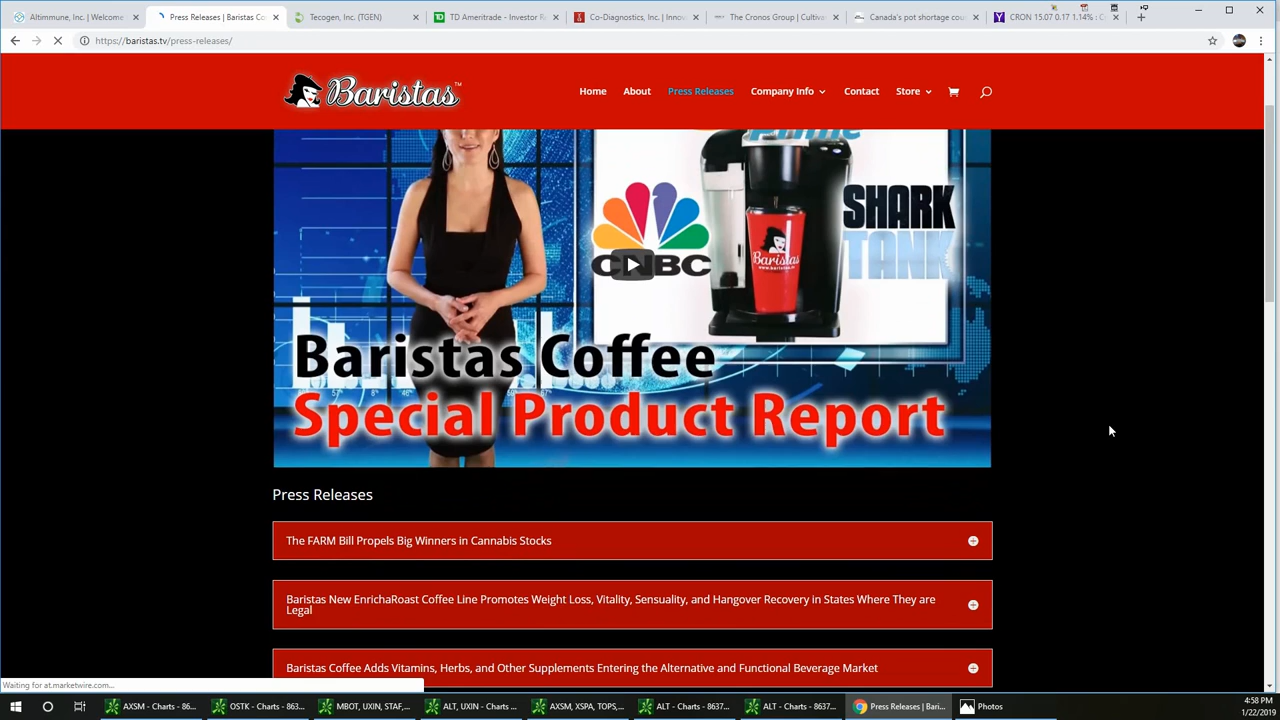 Altimmune, Inc. | Welcome
Press Releases | Baristas Co
Tecogen, Inc. (TGEN)
TD Ameritrade - Investor R
Co-Diagnostics, Inc. | Innov
The Cronos Group | Cultiva
Canada's pot shortage cou
CRON 15.07 0.17 1.14% : C
https://baristas.tv/press-releases/
Baristas™
Home
About
Press Releases
Company Info
Contact
Store
CNBC
SHARK
TANK
Baristas
www.baristas.tv
Baristas Coffee
Special Product Report
Press Releases
The FARM Bill Propels Big Winners in Cannabis Stocks
Baristas New EnrichaRoast Coffee Line Promotes Weight Loss, Vitality, Sensuality, and Hangover Recovery in States Where They are
Legal
Baristas Coffee Adds Vitamins, Herbs, and Other Supplements Entering the Alternative and Functional Beverage Market
Waiting for at.marketwire.com...
AXSM - Charts - 86...
OSTK - Charts - 863...
MBOT, UXIN, STAF,...
ALT, UXIN - Charts ...
AXSM, XSPA, TOPS,...
ALT - Charts - 8637...
ALT - Charts - 8637...
Press Releases | Bari...
Photos
4:58 PM
1/22/2019